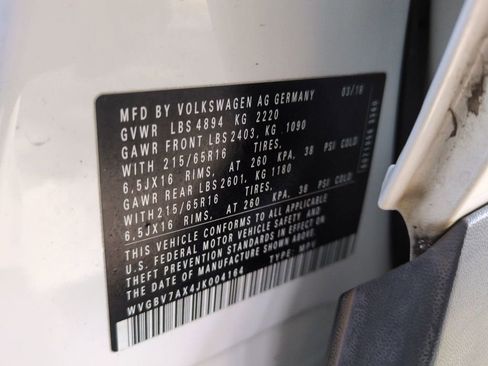 MFD BY VOLKSWAGEN AG GERMANY 03/18
GVWR LBS 4894 KG 2220
GAWR FRONT LBS 2403, KG 1090
WITH 215/65R16 TIRES,
6,5JX16 RIMS, AT 260 KPA, 38 PSI COLD
GAWR REAR LBS 2601, KG 1180
WITH 215/65R16 TIRES,
6,5JX16 RIMS, AT 260 KPA, 38 PSI COLD
THIS VEHICLE CONFORMS TO ALL APPLICABLE
U.S. FEDERAL MOTOR VEHICLE SAFETY AND
THEFT PREVENTION STANDARDS IN EFFECT ON
THE DATE OF MANUFACTURE SHOWN ABOVE
WVGBV7AX4JK004184 TYPE: MPV